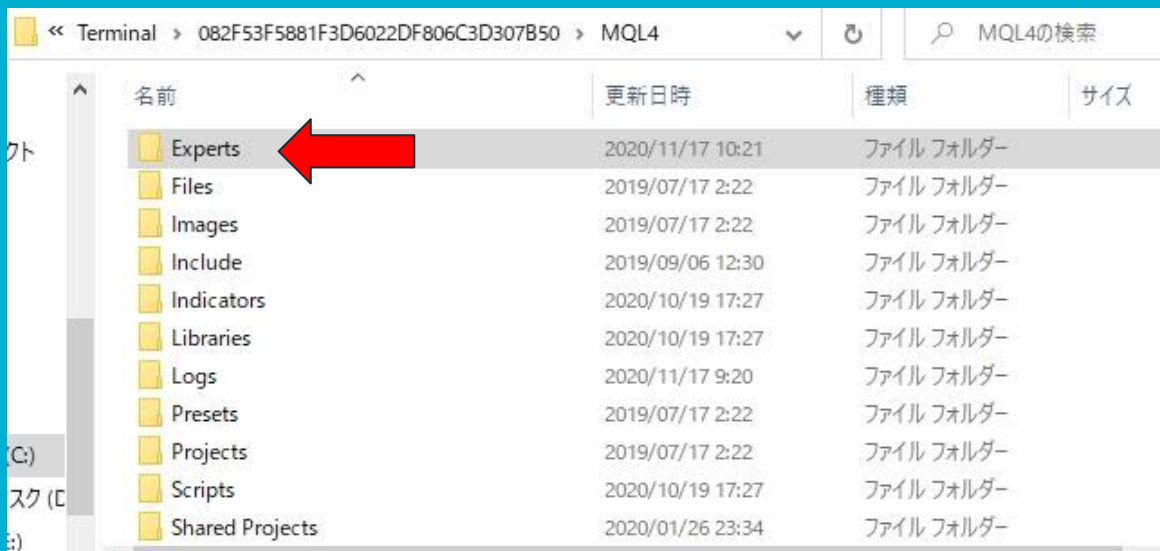 « Terminal › 082F53F5881F3D6022DF806C3D307B50 › MQL4 MQL4の検索
名前 更新日時 種類 サイズ
クト
Experts 2020/11/17 10:21 ファイル フォルダー
Files 2019/07/17 2:22 ファイル フォルダー
Images 2019/07/17 2:22 ファイル フォルダー
Include 2019/09/06 12:30 ファイル フォルダー
Indicators 2020/10/19 17:27 ファイル フォルダー
Libraries 2020/10/19 17:27 ファイル フォルダー
Logs 2020/11/17 9:20 ファイル フォルダー
Presets 2019/07/17 2:22 ファイル フォルダー
(C:)
Projects 2019/07/17 2:22 ファイル フォルダー
スク (D
Scripts 2020/10/19 17:27 ファイル フォルダー
:)
Shared Projects 2020/01/26 23:34 ファイル フォルダー